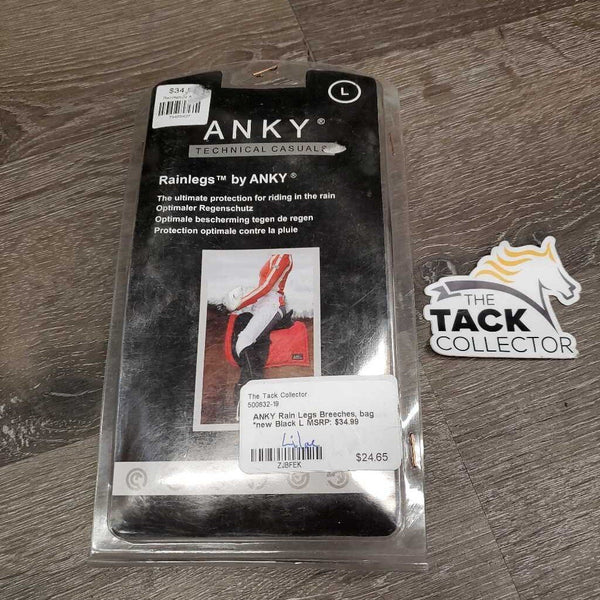 $34.
L
ANKY®
TECHNICAL CASUALS
Rainlegs™ by ANKY®
The ultimate protection for riding in the rain
Optimaler Regenschutz
Optimale bescherming tegen de regen
Protection optimale contre la pluie
The Tack Collector
500832-19
ANKY Rain Legs Breeches, bag
*new Black L MSRP: $34.99
ZJBFEK
$24.65
THE
TACK
COLLECTOR